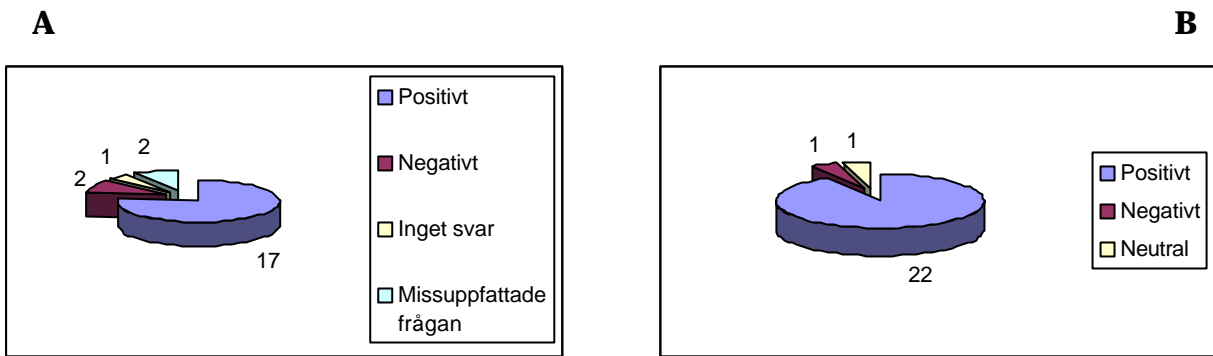 A
B
Positivt
Negativt
Inget svar
Missuppfattade
frågan
2
1
2
17
Positivt
Negativt
Neutral
1
1
22